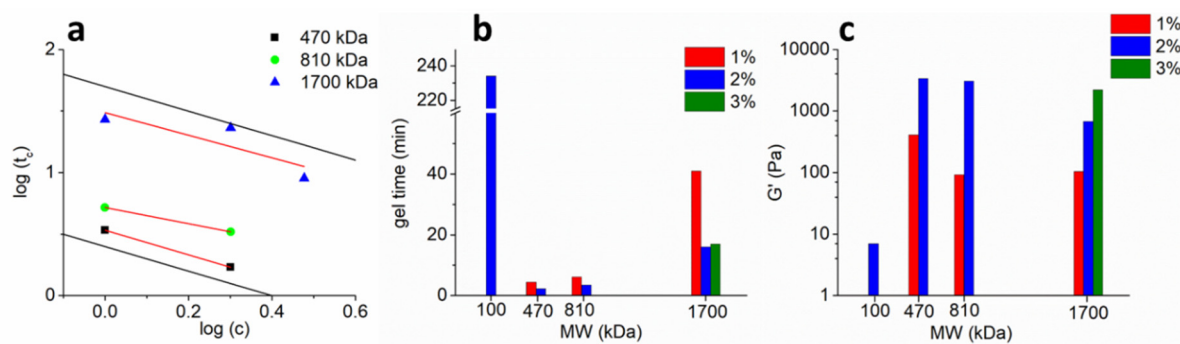 a
470 kDa
810 kDa
1700 kDa
2
1
0
log (t_c)
0.0 0.2 0.4 0.6
log (c)
b
1%
2%
3%
240
220
40
20
0
gel time (min)
100 470 810 1700
MW (kDa)
c
1%
2%
3%
10000
1000
100
10
1
G' (Pa)
100 470 810 1700
MW (kDa)